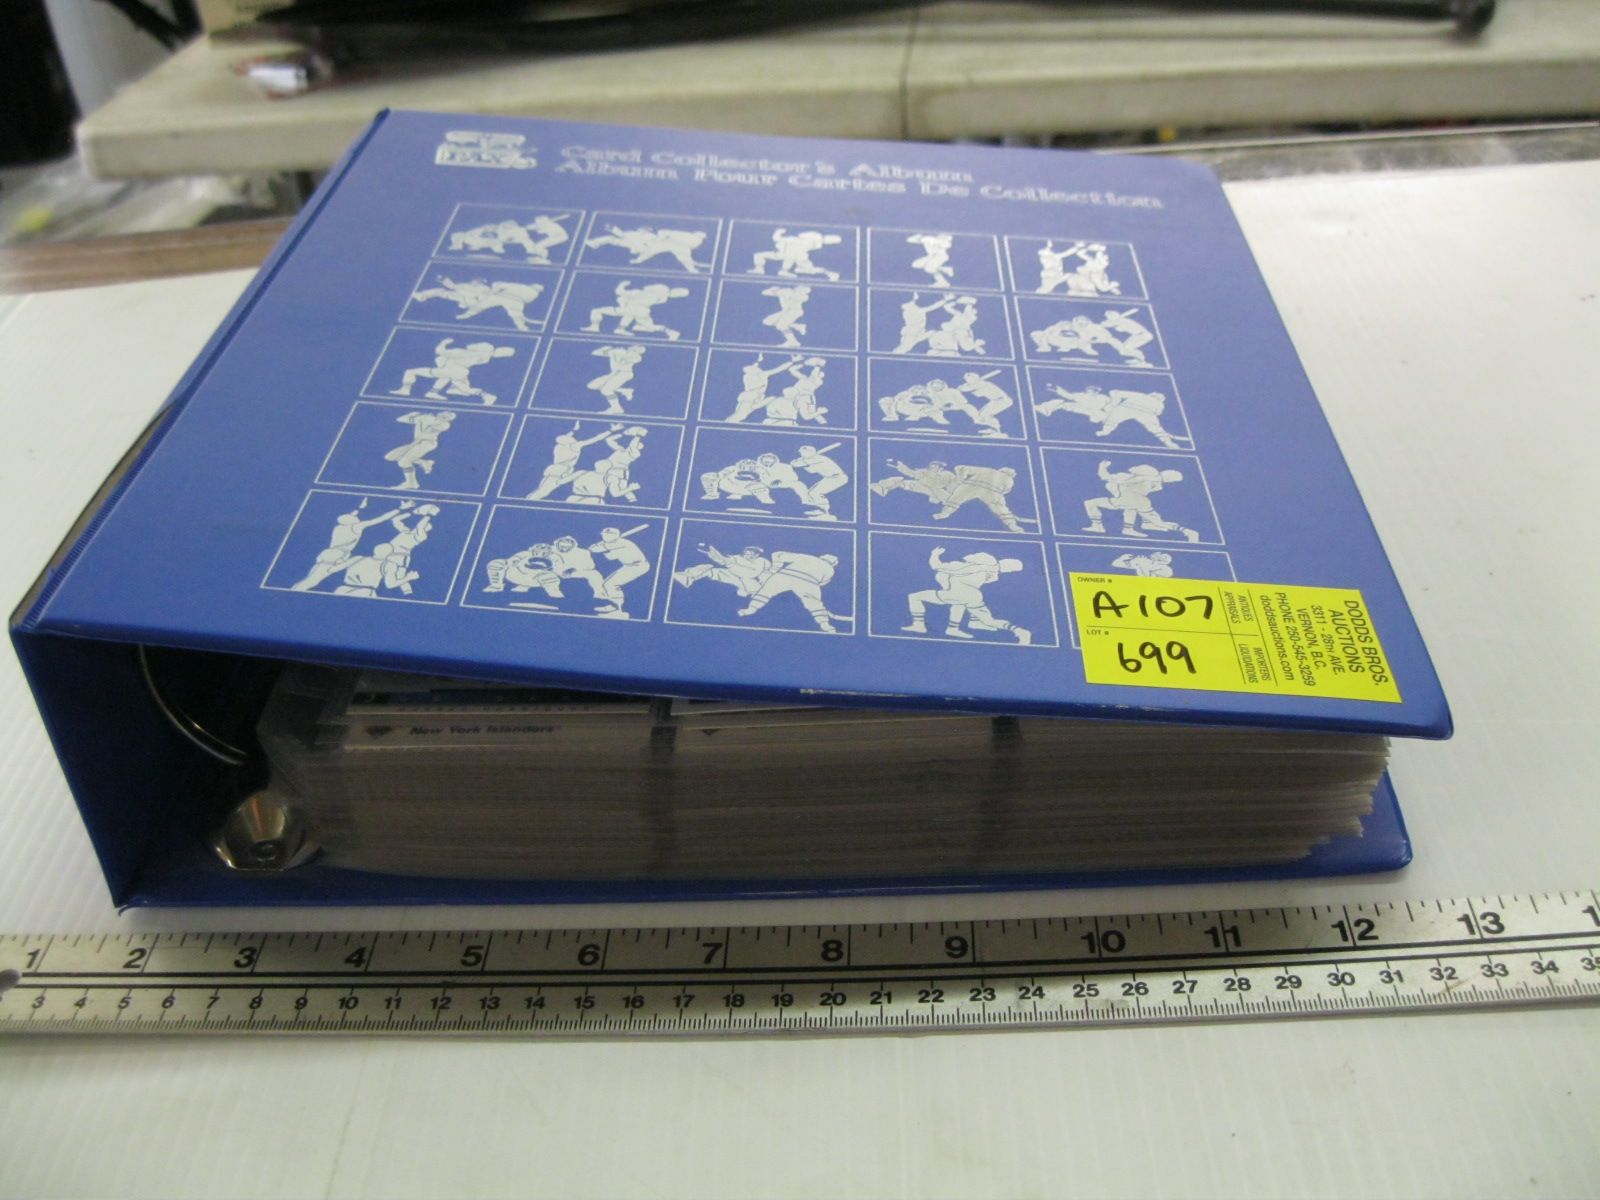 Card Collector's Album
Album Pour Cartes De Collection
OWNER #
A107
LOT #
699
ANTIQUES
APPRAISALS
IMPORTERS
LIQUIDATIONS
DODDS BROS.
AUCTIONS
3311 - 28TH AVE.
VERNON, B.C.
PHONE 250-545-3259
doddsauctions.com
New York Islanders
1 2 3 4 5 6 7 8 9 10 11 12 13
3 4 5 6 7 8 9 10 11 12 13 14 15 16 17 18 19 20 21 22 23 24 25 26 27 28 29 30 31 32 33 34 35